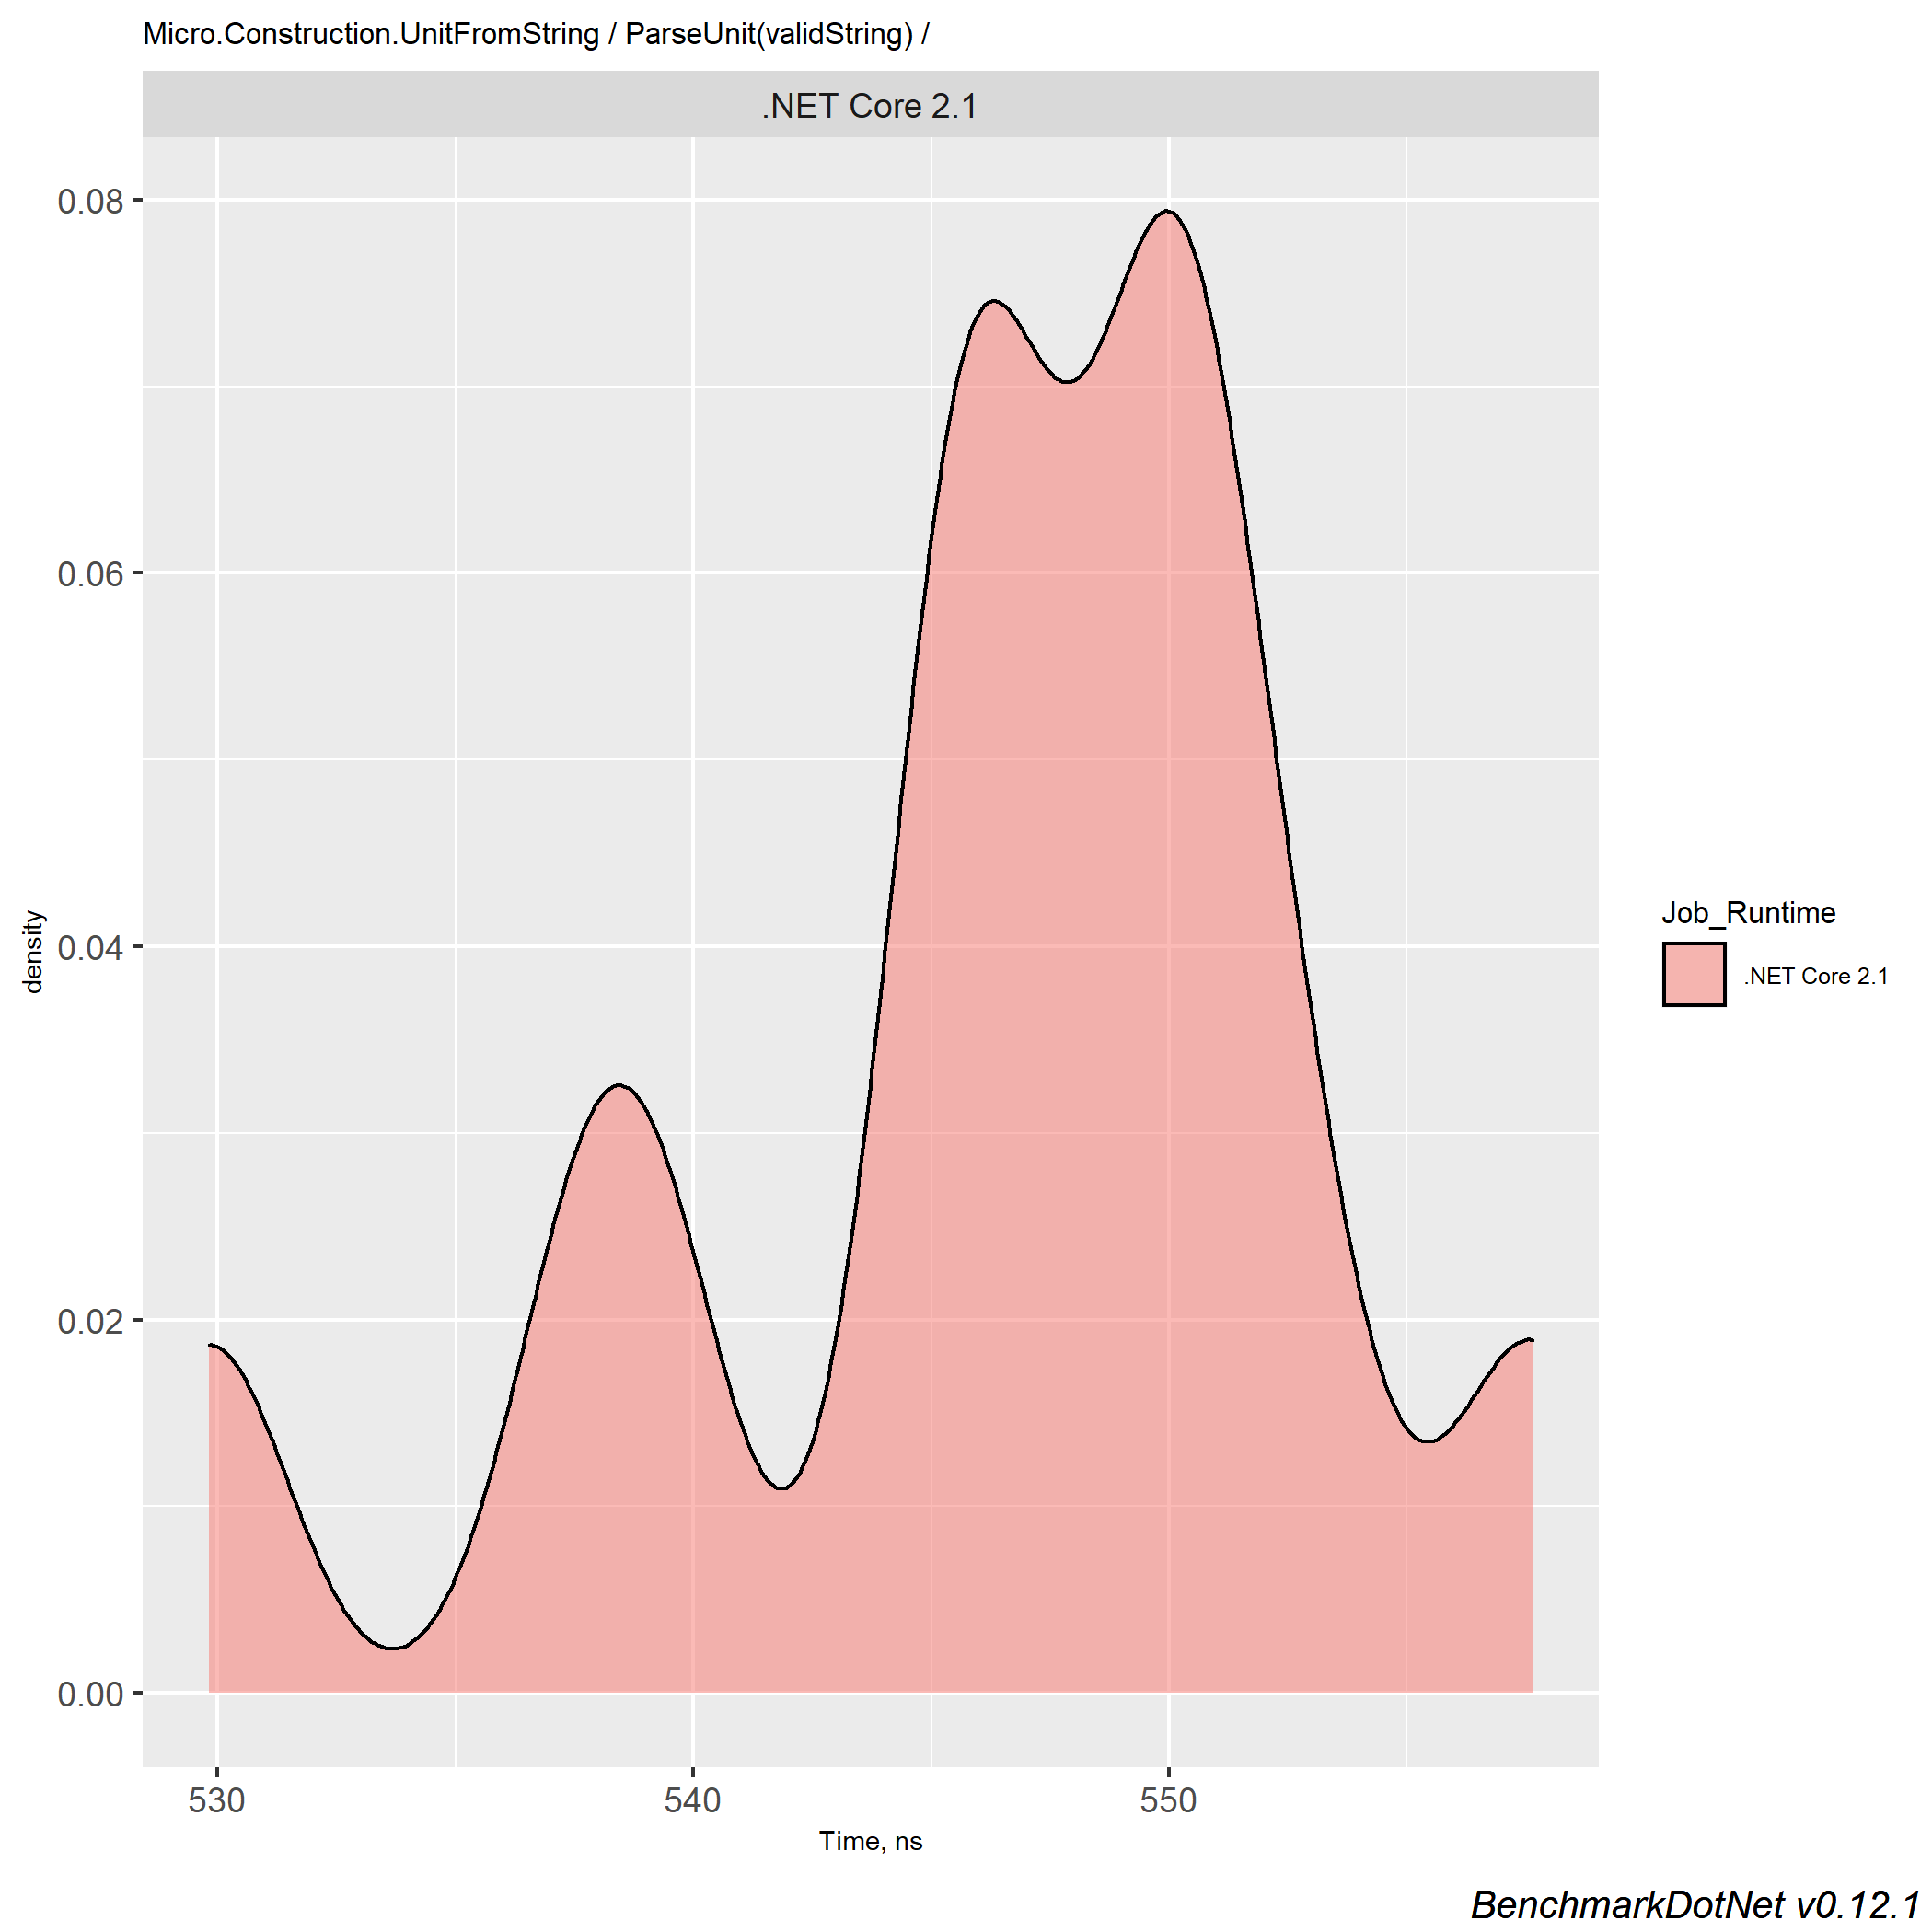 Micro.Construction.UnitFromString / ParseUnit(validString) /
.NET Core 2.1
0.08
0.06
0.04
0.02
0.00
density
530 540 550
Time, ns
Job_Runtime
.NET Core 2.1
BenchmarkDotNet v0.12.1